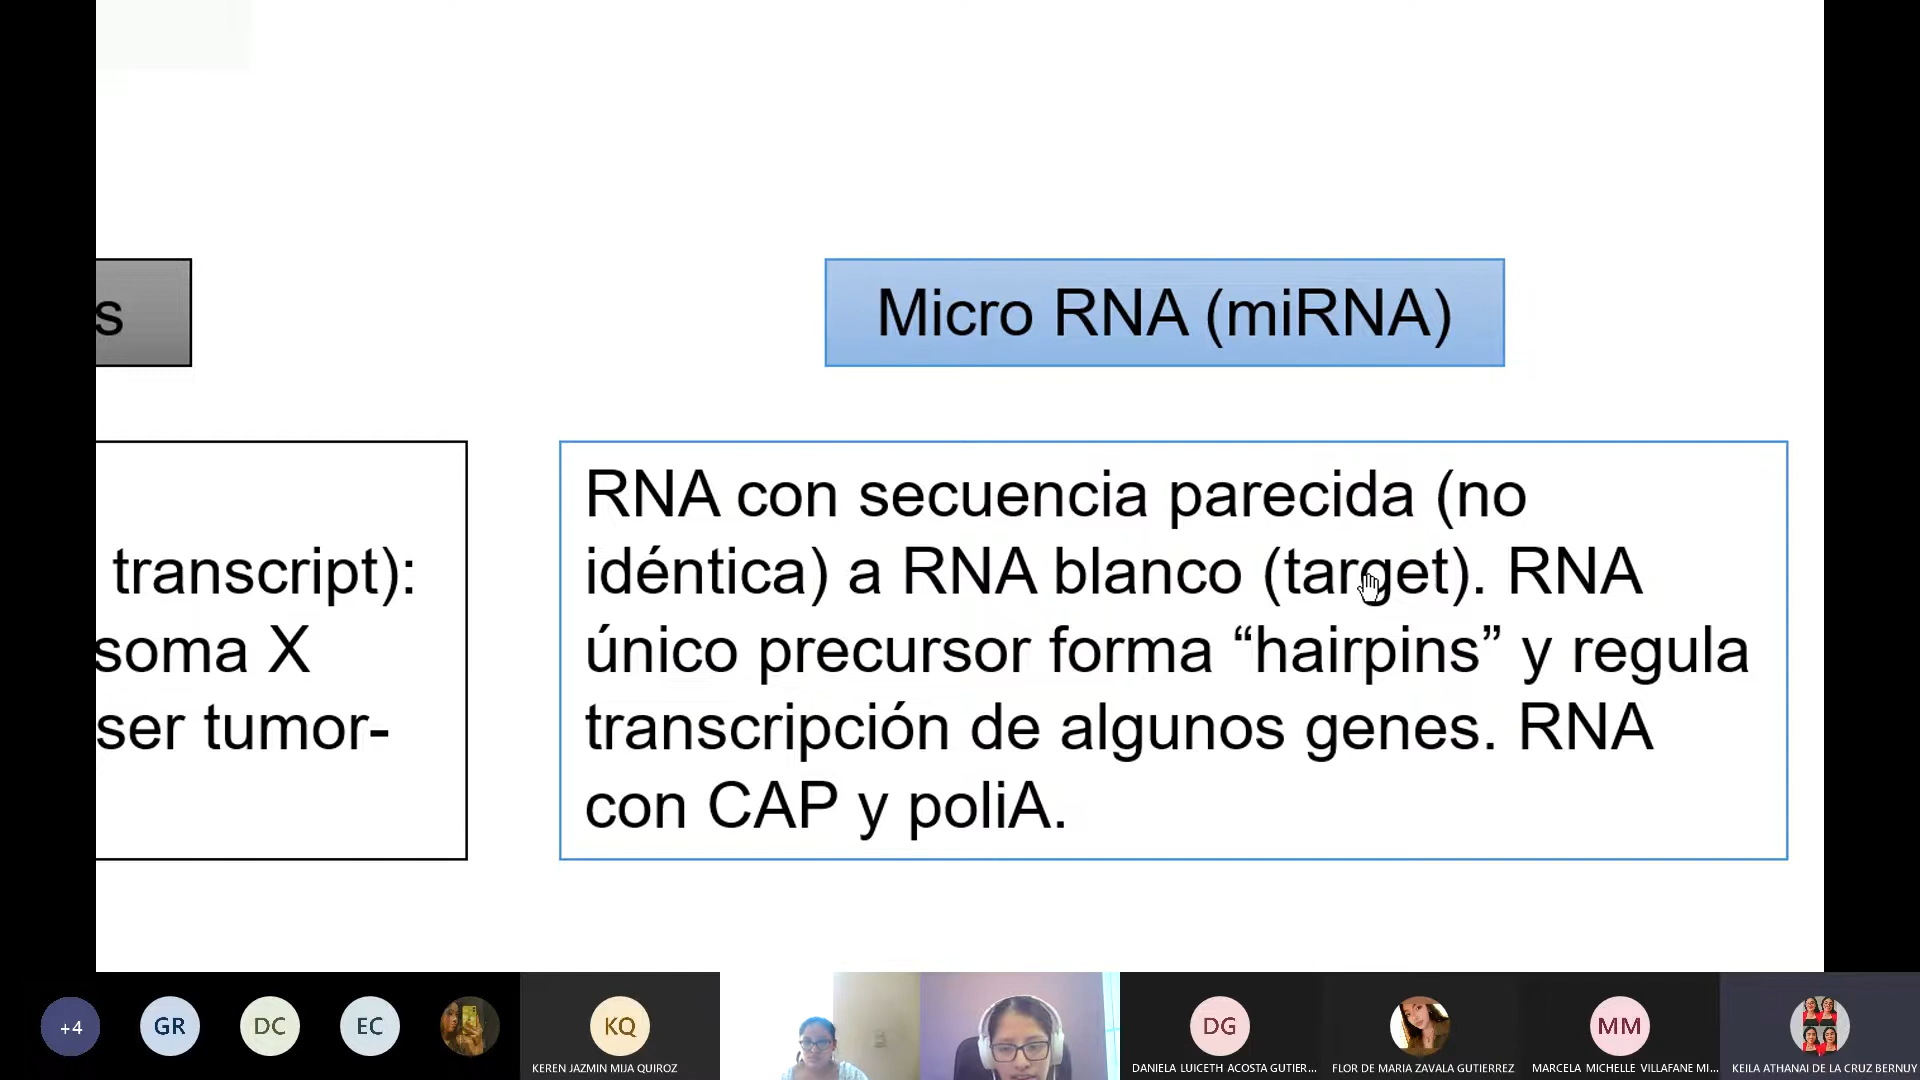 s
Micro RNA (miRNA)
transcript):
soma X
ser tumor-
RNA con secuencia parecida (no
idéntica) a RNA blanco (target). RNA
único precursor forma “hairpins” y regula
transcripción de algunos genes. RNA
con CAP y poliA.
+4
GR
DC
EC
KQ
KEREN JAZMIN MIJA QUIROZ
DG
DANIELA LUICETH ACOSTA GUTIER...
FLOR DE MARIA ZAVALA GUTIERREZ
MM
MARCELA MICHELLE VILLAFANE MI...
KEILA ATHANAI DE LA CRUZ BERNUY